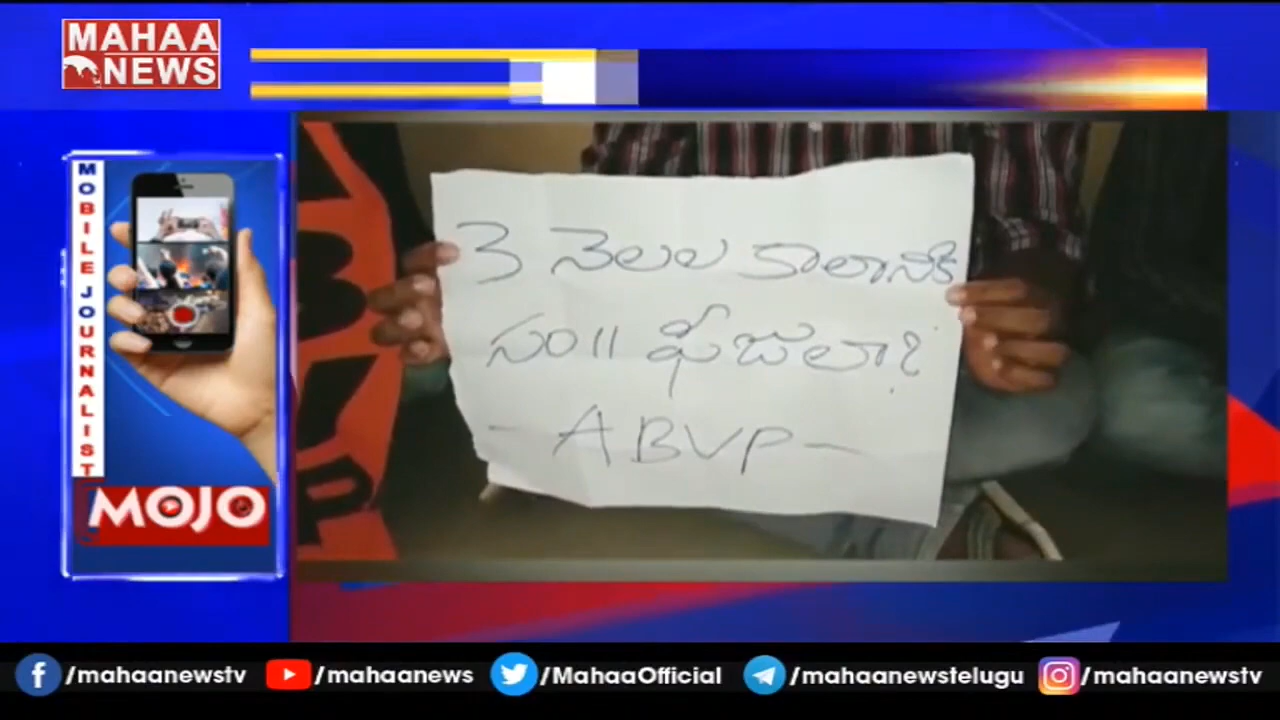 MAHAA
NEWS
MOBILE JOURNALIST
MOJO
3 నెలల కాలానికి
సం|| ఫీజులా?
- ABVP -
/mahaanewstv
/mahaanews
/MahaaOfficial
/mahaanewstelugu
/mahaanewstv